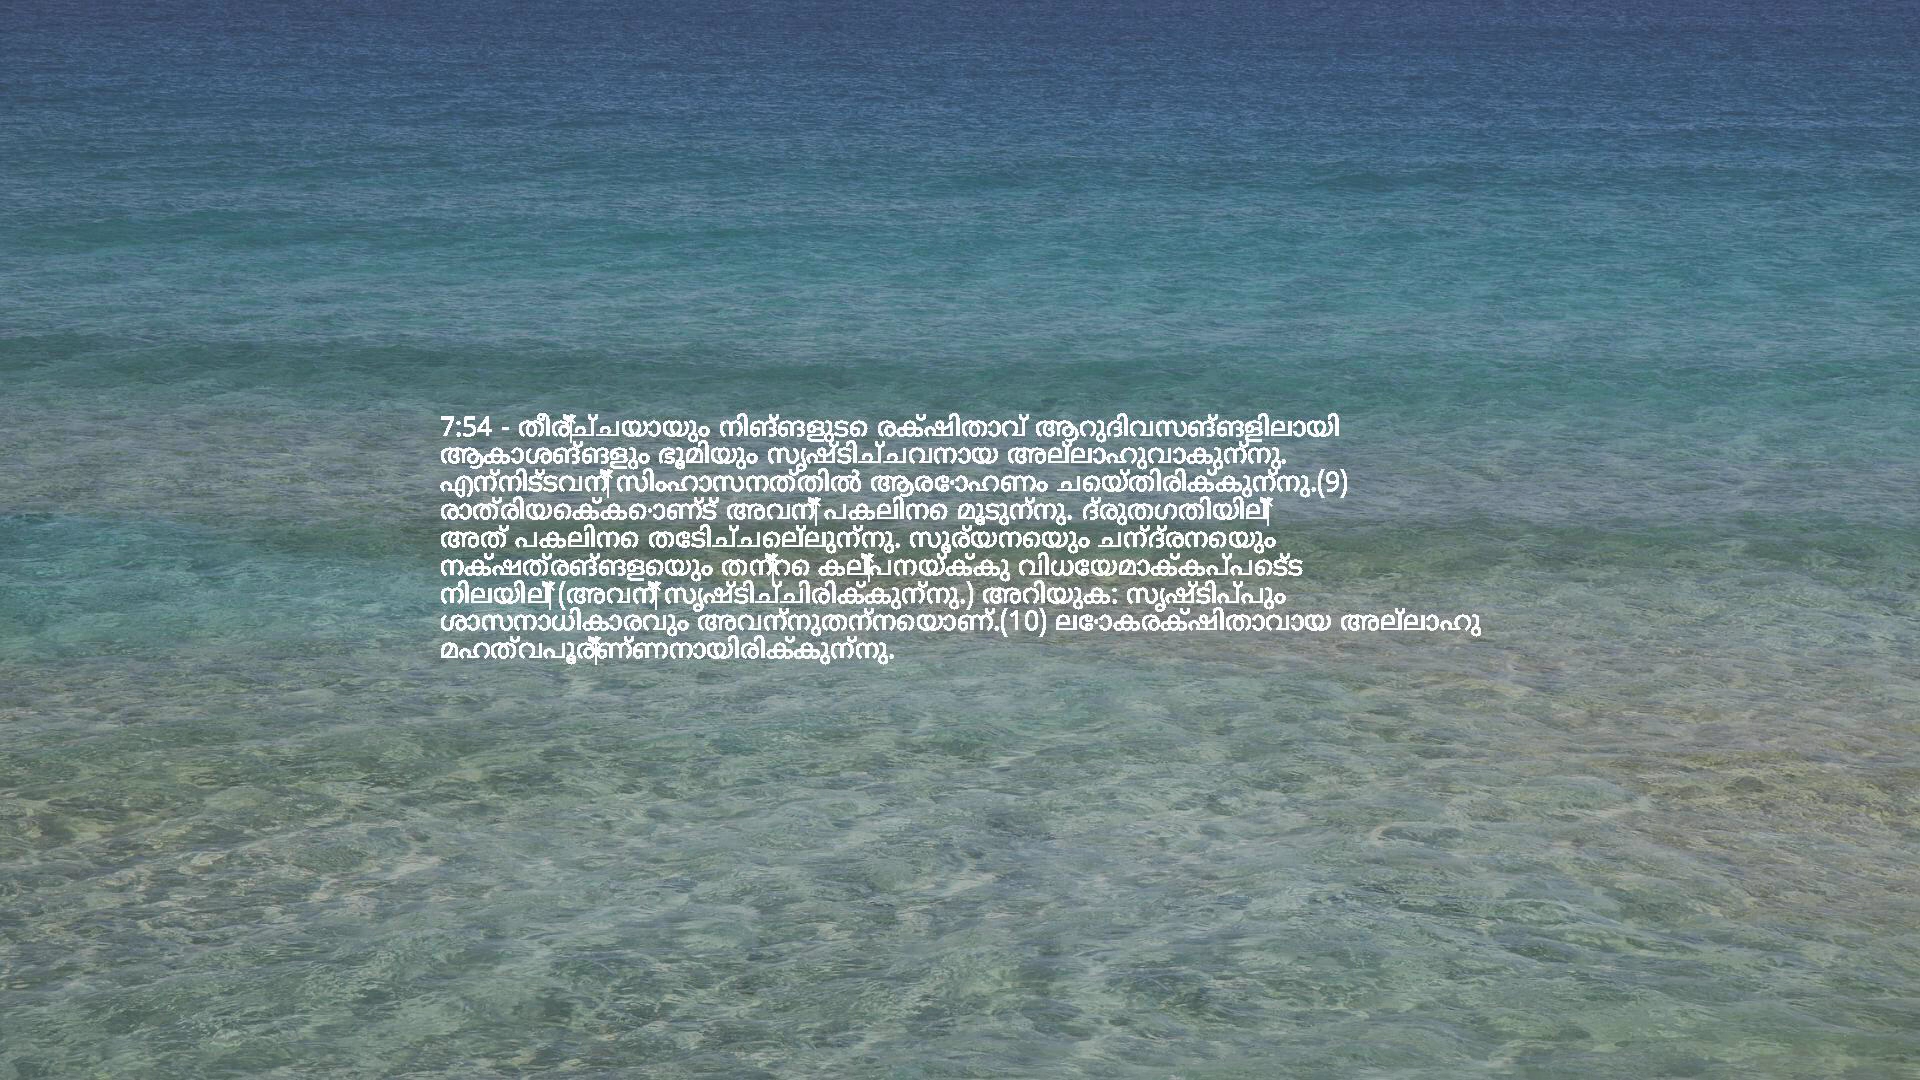 7:54 - തീര്‍ച്ചയായും നിങ്ങളുടെ രക്ഷിതാവ് ആറുദിവസങ്ങളിലായി
ആകാശങ്ങളും ഭൂമിയും സൃഷ്ടിച്ചവനായ അല്ലാഹുവാകുന്നു.
എന്നിട്ടവന്‍ സിംഹാസനത്തിൽ ആരോഹണം ചെയ്തിരിക്കുന്നു.(9)
രാത്രിയെക്കൊണ്ട് അവന്‍ പകലിനെ മൂടുന്നു. ദ്രുതഗതിയില്‍
അത് പകലിനെ തേടിച്ചെല്ലുന്നു. സൂര്യനെയും ചന്ദ്രനെയും
നക്ഷത്രങ്ങളെയും തന്‍റെ കല്‍പനയ്ക്കു വിധേയമാക്കപ്പെട്ട
നിലയില്‍ (അവന്‍ സൃഷ്ടിച്ചിരിക്കുന്നു.) അറിയുക: സൃഷ്ടിപ്പും
ശാസനാധികാരവും അവന്നുതന്നെയാണ്.(10) ലോകരക്ഷിതാവായ അല്ലാഹു
മഹത്വപൂര്‍ണ്ണനായിരിക്കുന്നു.